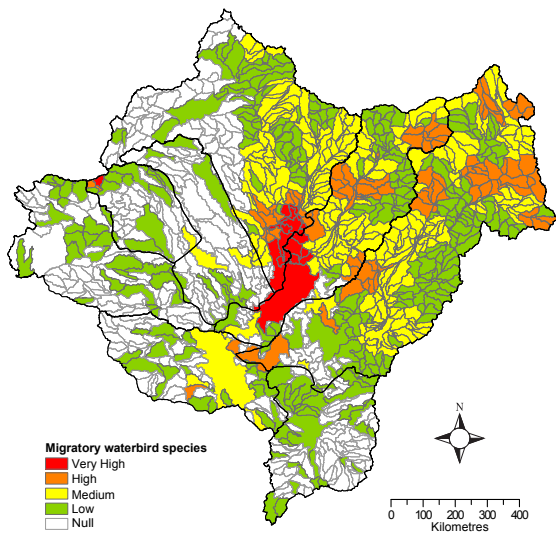 N
Migratory waterbird species
Very High
High
Medium
Low
Null
0 100 200 300 400
Kilometres